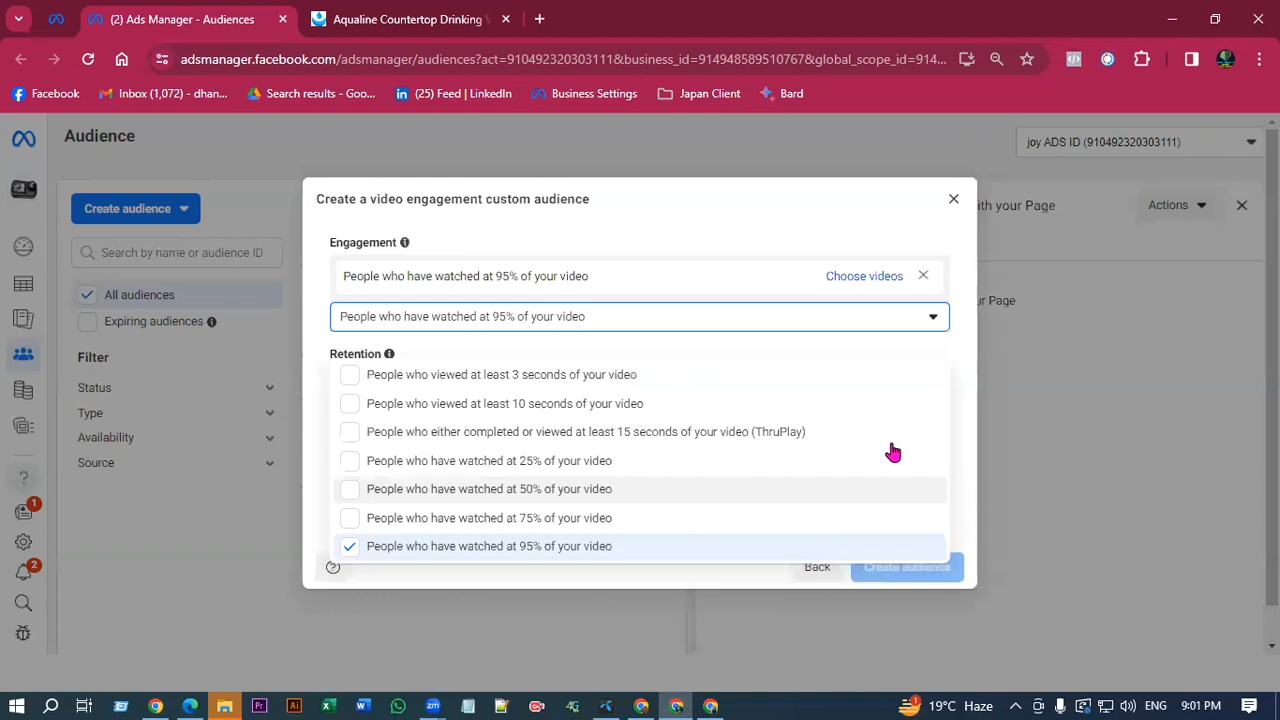 (2) Ads Manager - Audiences
Aqualine Countertop Drinking
adsmanager.facebook.com/adsmanager/audiences?act=910492320303111&business_id=914948589510767&global_scope_id=914...
Facebook
Inbox (1,072) - dhan...
Search results - Goo...
(25) Feed | LinkedIn
Business Settings
Japan Client
Bard
Audience
joy ADS ID (910492320303111)
Create audience
Create a video engagement custom audience
with your Page
Actions
Search by name or audience ID
Engagement
People who have watched at 95% of your video
Choose videos
All audiences
our Page
Expiring audiences
People who have watched at 95% of your video
Filter
Retention
Status
People who viewed at least 3 seconds of your video
Type
People who viewed at least 10 seconds of your video
Availability
People who either completed or viewed at least 15 seconds of your video (ThruPlay)
Source
People who have watched at 25% of your video
People who have watched at 50% of your video
1
People who have watched at 75% of your video
People who have watched at 95% of your video
2
Back
Create audience
19°C Haze
ENG
9:01 PM